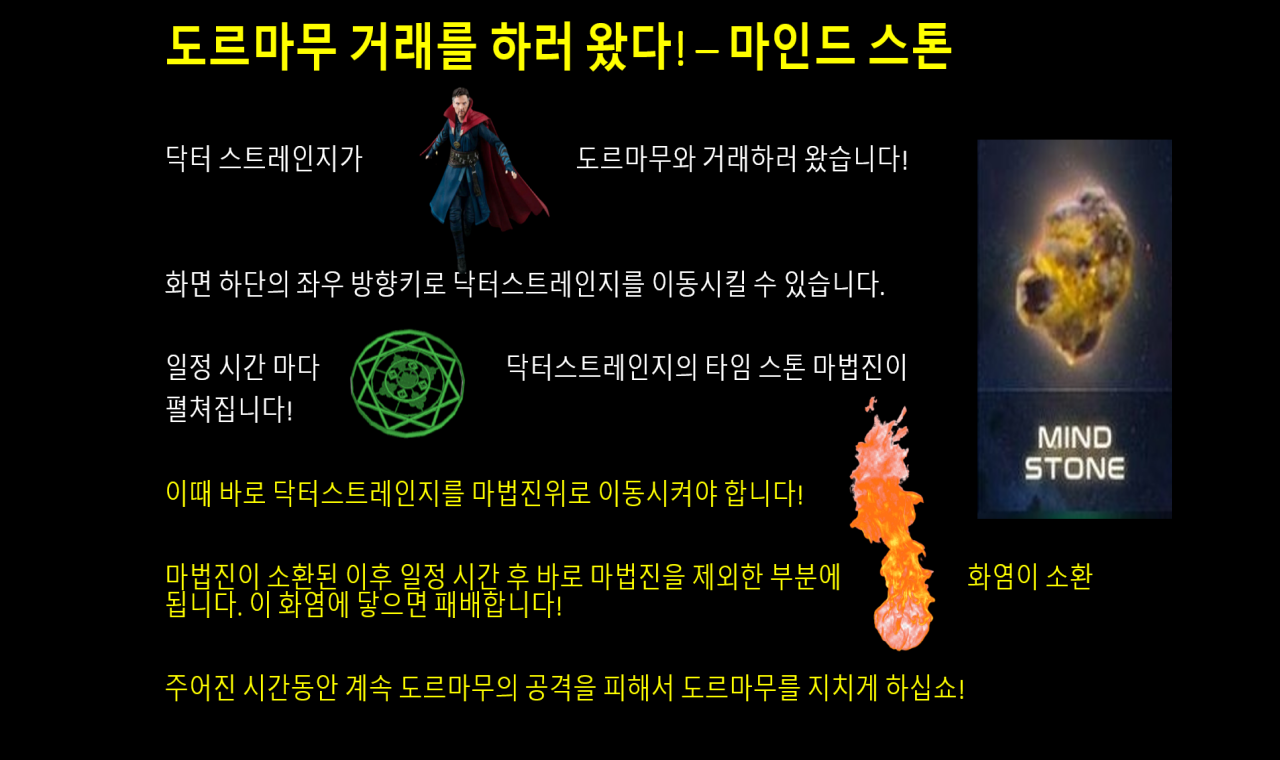 도르마무 거래를 하러 왔다! – 마인드 스톤
닥터 스트레인지가 도르마무와 거래하러 왔습니다!
화면 하단의 좌우 방향키로 닥터스트레인지를 이동시킬 수 있습니다.
일정 시간 마다 닥터스트레인지의 타임 스톤 마법진이
펼쳐집니다!
MIND
STONE
이때 바로 닥터스트레인지를 마법진위로 이동시켜야 합니다!
마법진이 소환된 이후 일정 시간 후 바로 마법진을 제외한 부분에 화염이 소환
됩니다. 이 화염에 닿으면 패배합니다!
주어진 시간동안 계속 도르마무의 공격을 피해서 도르마무를 지치게 하십쇼!